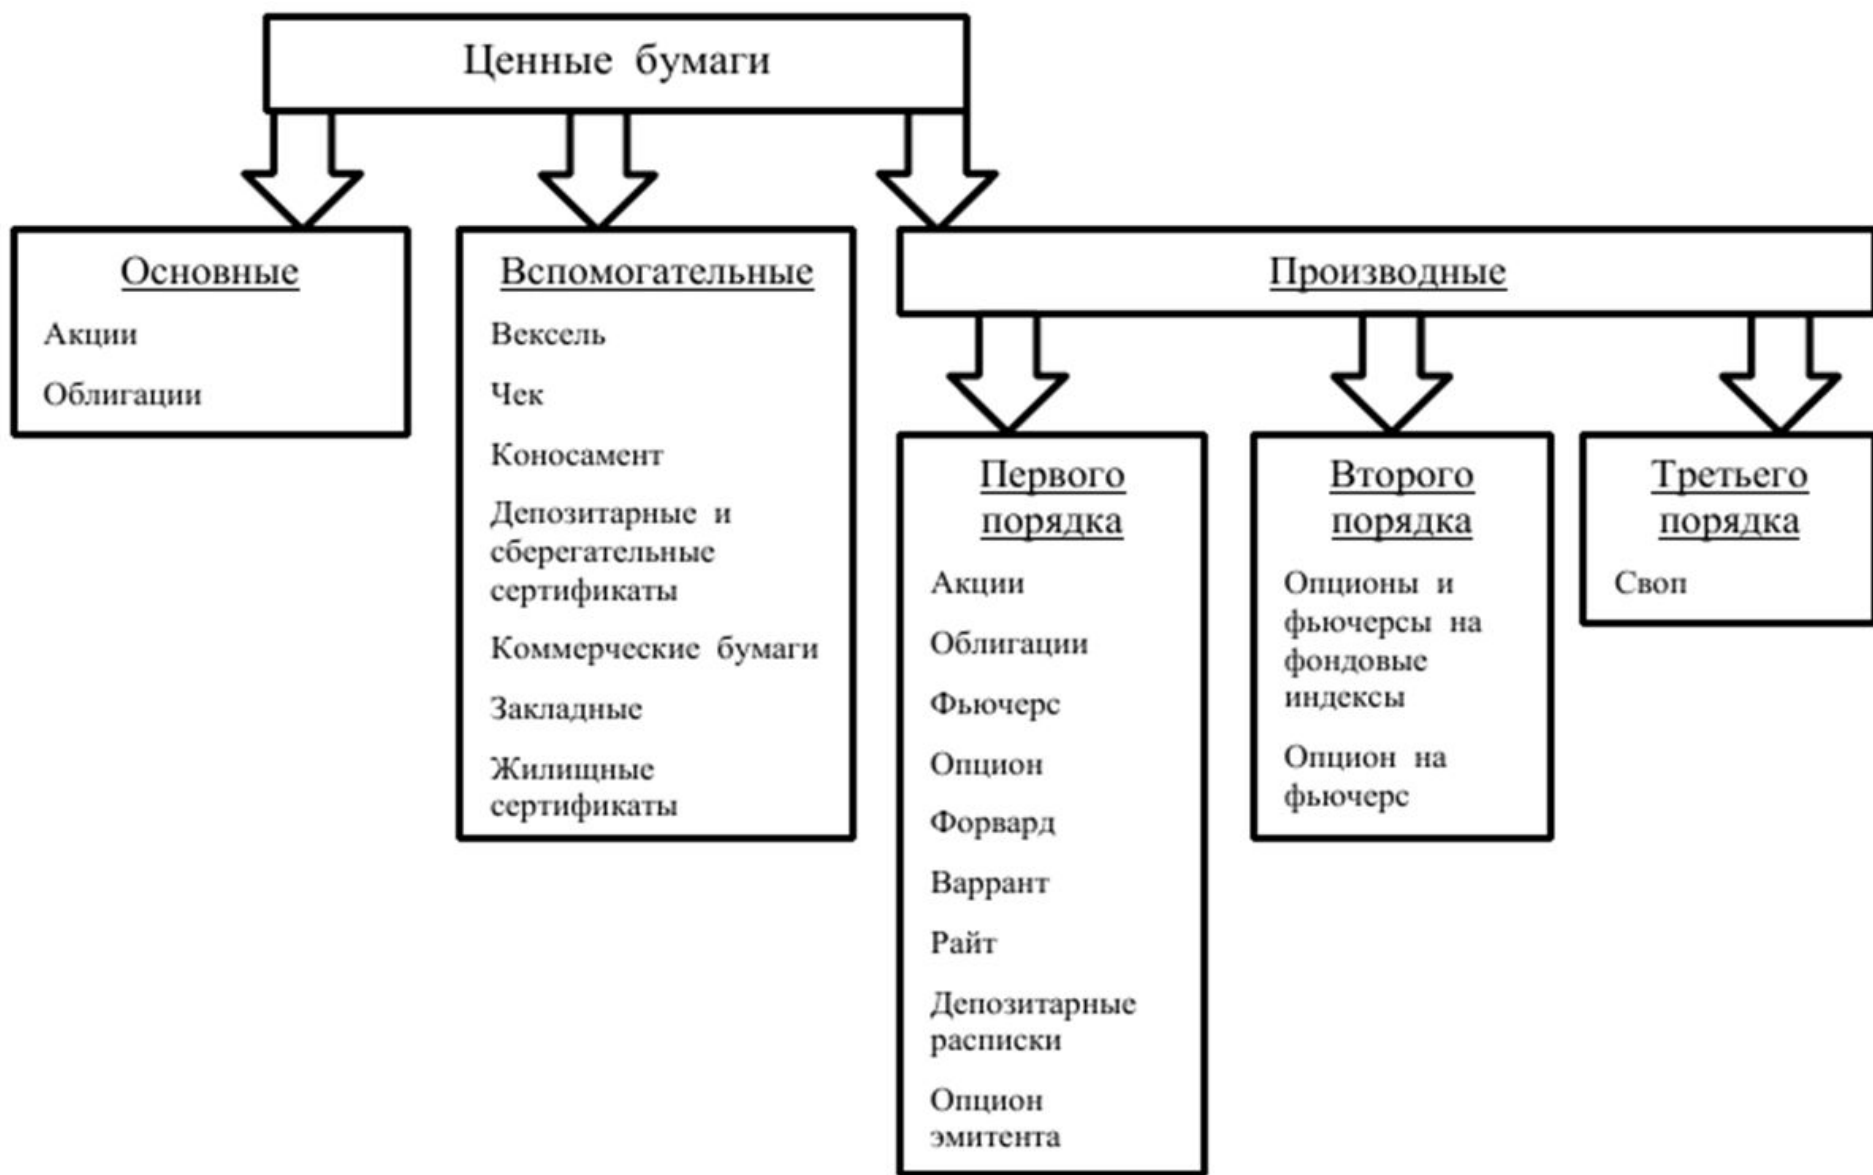 Ценные бумаги
Основные
Акции
Облигации
Вспомогательные
Вексель
Чек
Коносамент
Депозитарные и
сберегательные
сертификаты
Коммерческие бумаги
Закладные
Жилищные
сертификаты
Производные
Первого
порядка
Акции
Облигации
Фьючерс
Опцион
Форвард
Варрант
Райт
Депозитарные
расписки
Опцион
эмитента
Второго
порядка
Опционы и
фьючерсы на
фондовые
индексы
Опцион на
фьючерс
Третьего
порядка
Своп